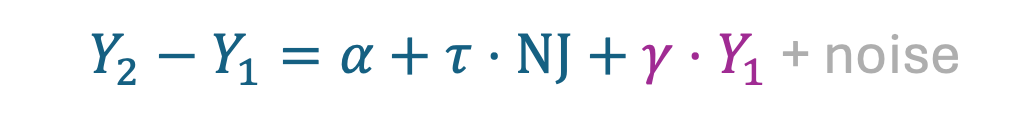 Y₂ − Y₁ = α + τ · NJ + γ · Y₁ + noise